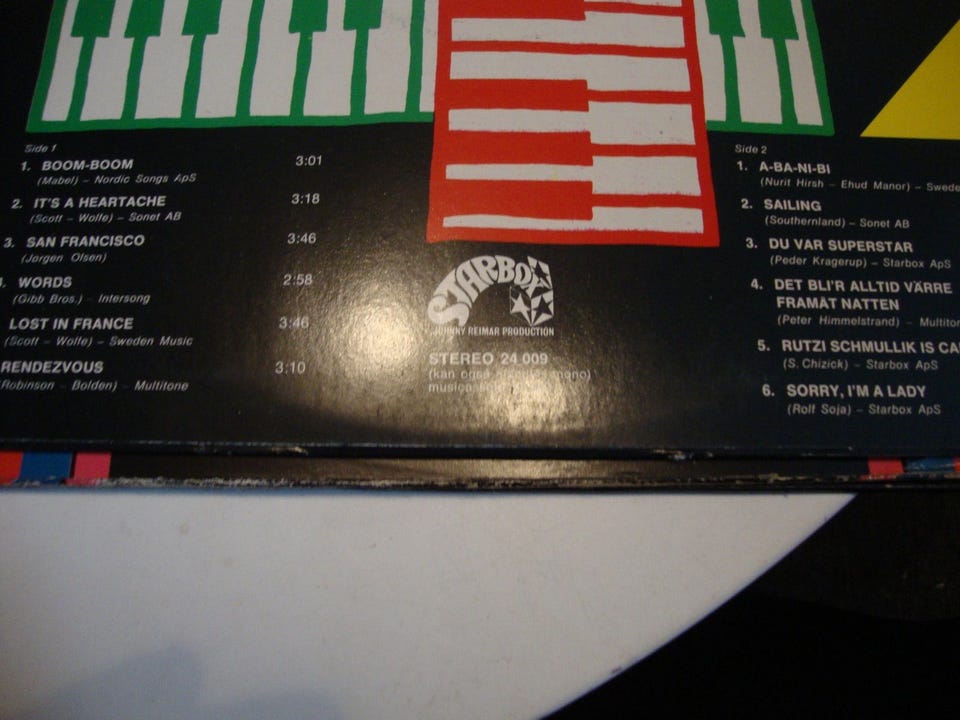 Side 1
1. BOOM-BOOM 3:01
(Mabel) – Nordic Songs ApS
2. IT'S A HEARTACHE 3:18
(Scott – Wolfe) – Sonet AB
3. SAN FRANCISCO 3:46
(Jorgen Olsen)
WORDS 2:58
(Gibb Bros.) – Intersong
LOST IN FRANCE 3:46
(Scott – Wolfe) – Sweden Music
RENDEZVOUS 3:10
(Robinson – Bolden) – Multitone
STARBOX
JOHNNY REIMAR PRODUCTION
STEREO 24 009
(kan også mono)
Side 2
1. A-BA-NI-BI
(Nurit Hirsh – Ehud Manor) – Swede
2. SAILING
(Southernland) – Sonet AB
3. DU VAR SUPERSTAR
(Peder Kragerup) – Starbox ApS
4. DET BLI'R ALLTID VÄRRE
FRAMÅT NATTEN
(Peter Himmelstrand) – Multito
5. RUTZI SCHMULLIK IS CA
(S. Chizick) – Starbox ApS
6. SORRY, I'M A LADY
(Rolf Soja) – Starbox ApS